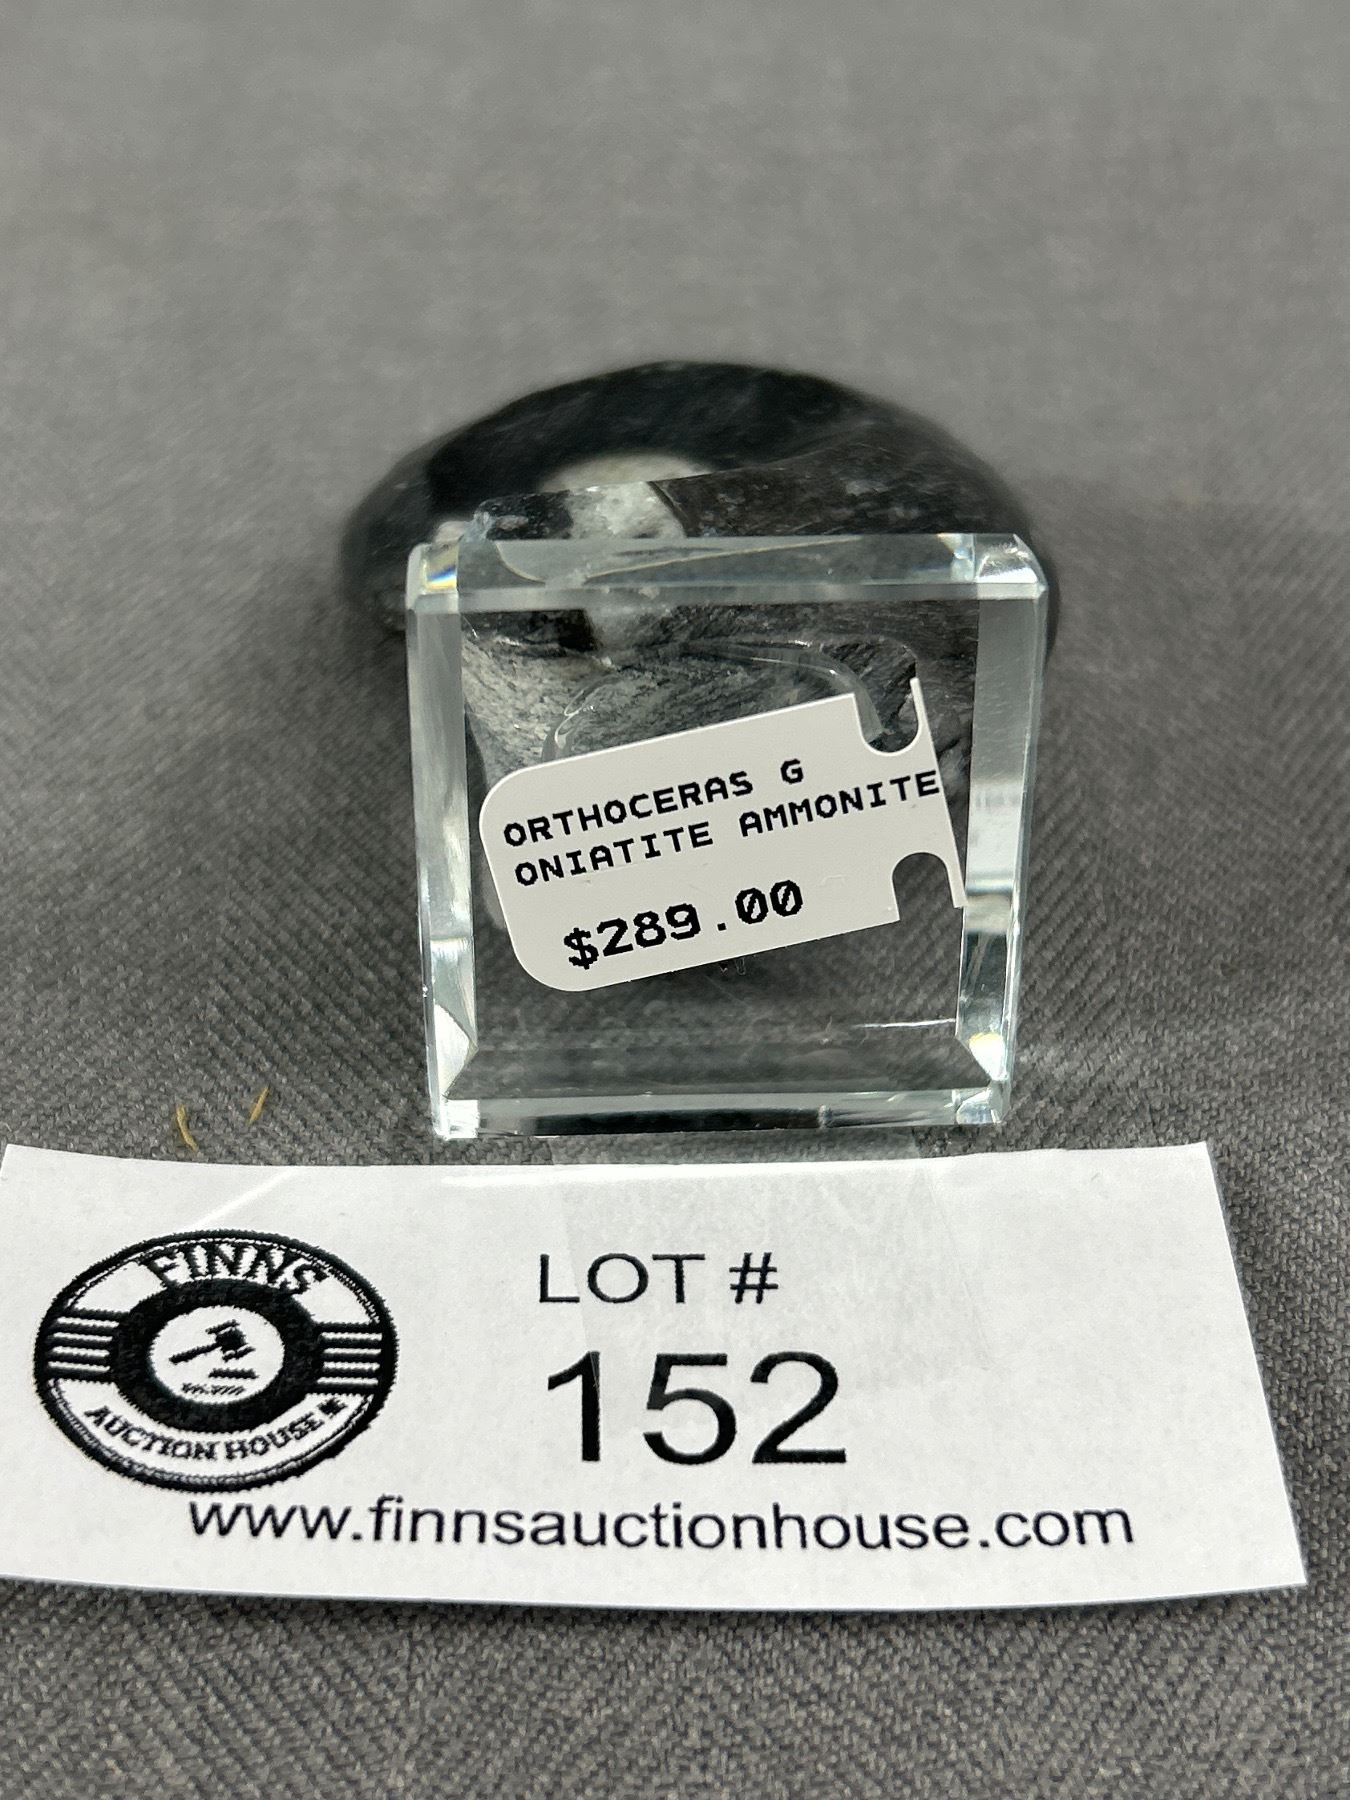 ORTHOCERAS G
ONIATITE AMMONITE
$289.00
FINNS
AUCTION HOUSE
LOT #
152
www.finnsauctionhouse.com